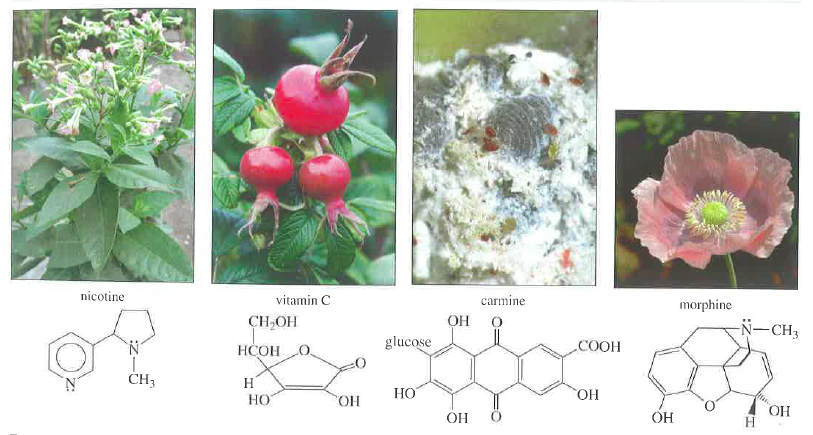 nicotine
vitamin C
carmine
morphine
N
N
CH3
CH2OH
HCOH
O
O
H
HO
OH
glucose
OH
O
COOH
HO
OH
OH
O
N
CH3
OH
O
H
OH